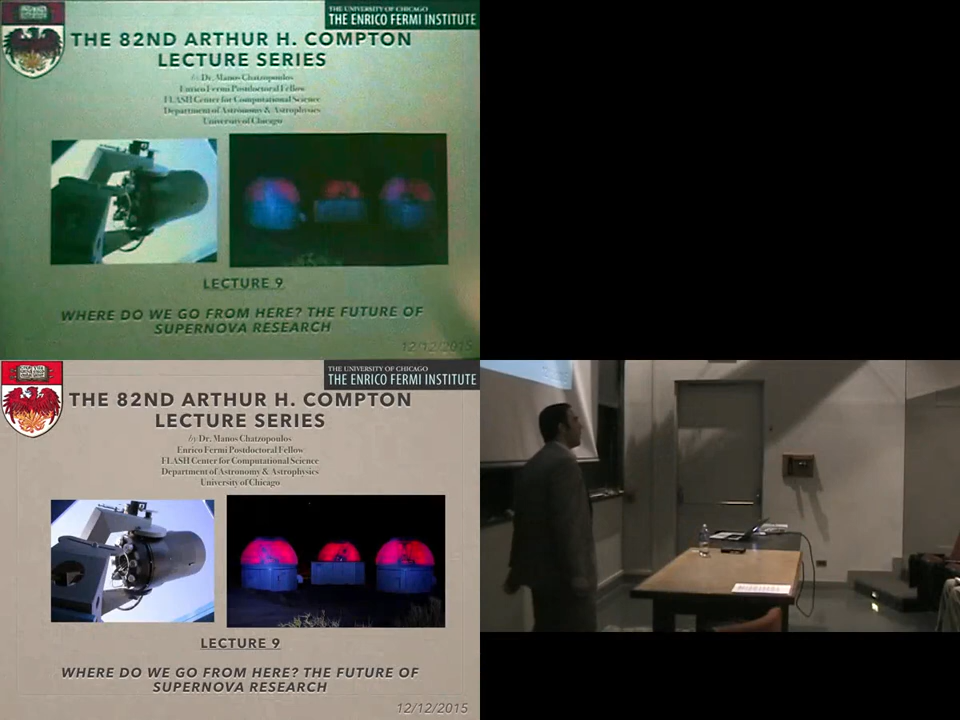 THE UNIVERSITY OF CHICAGO
THE ENRICO FERMI INSTITUTE
THE 82ND ARTHUR H. COMPTON
LECTURE SERIES
by Dr. Manos Chatzopoulos
Enrico Fermi Postdoctoral Fellow
FLASH Center for Computational Science
Department of Astronomy & Astrophysics
University of Chicago
LECTURE 9
WHERE DO WE GO FROM HERE? THE FUTURE OF
SUPERNOVA RESEARCH
12/12/2015
THE UNIVERSITY OF CHICAGO
THE ENRICO FERMI INSTITUTE
THE 82ND ARTHUR H. COMPTON
LECTURE SERIES
by Dr. Manos Chatzopoulos
Enrico Fermi Postdoctoral Fellow
FLASH Center for Computational Science
Department of Astronomy & Astrophysics
University of Chicago
LECTURE 9
WHERE DO WE GO FROM HERE? THE FUTURE OF
SUPERNOVA RESEARCH
12/12/2015